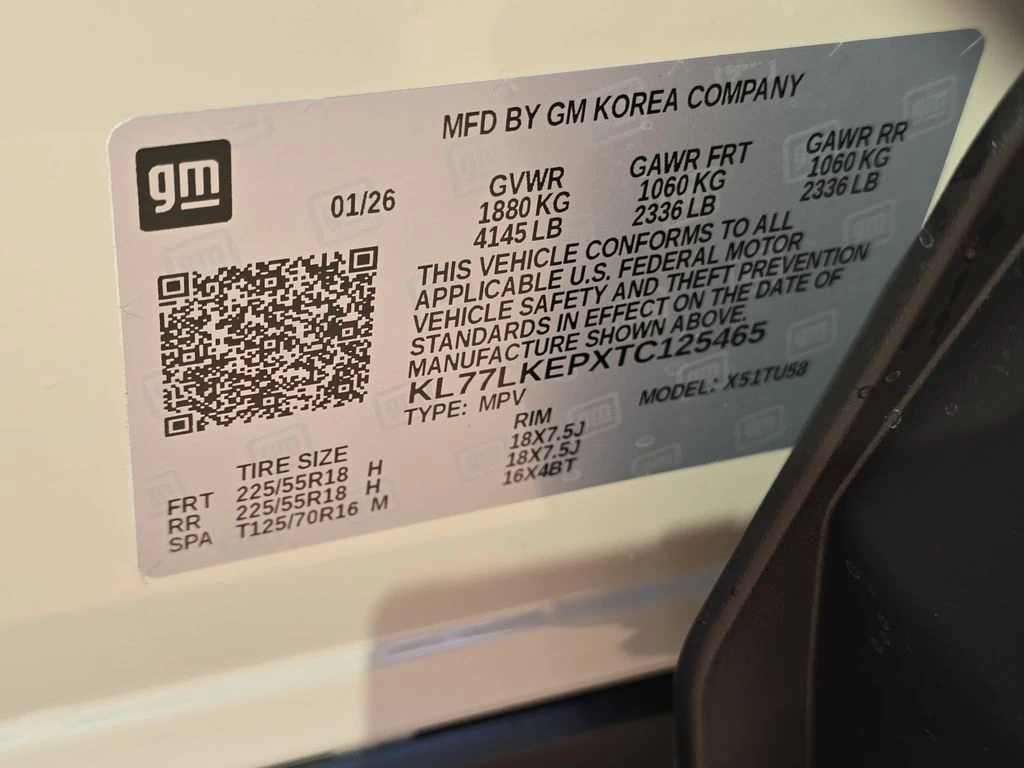 MFD BY GM KOREA COMPANY
gm
01/26
GVWR GAWR FRT GAWR RR
1880 KG 1060 KG 1060 KG
4145 LB 2336 LB 2336 LB
THIS VEHICLE CONFORMS TO ALL
APPLICABLE U.S. FEDERAL MOTOR
VEHICLE SAFETY AND THEFT PREVENTION
STANDARDS IN EFFECT ON THE DATE OF
MANUFACTURE SHOWN ABOVE.
KL77LKEPXTC125465
TYPE: MPV MODEL: X51TU58
TIRE SIZE RIM
FRT 225/55R18 H 18X7.5J
RR 225/55R18 H 18X7.5J
SPA T125/70R16 M 16X4BT